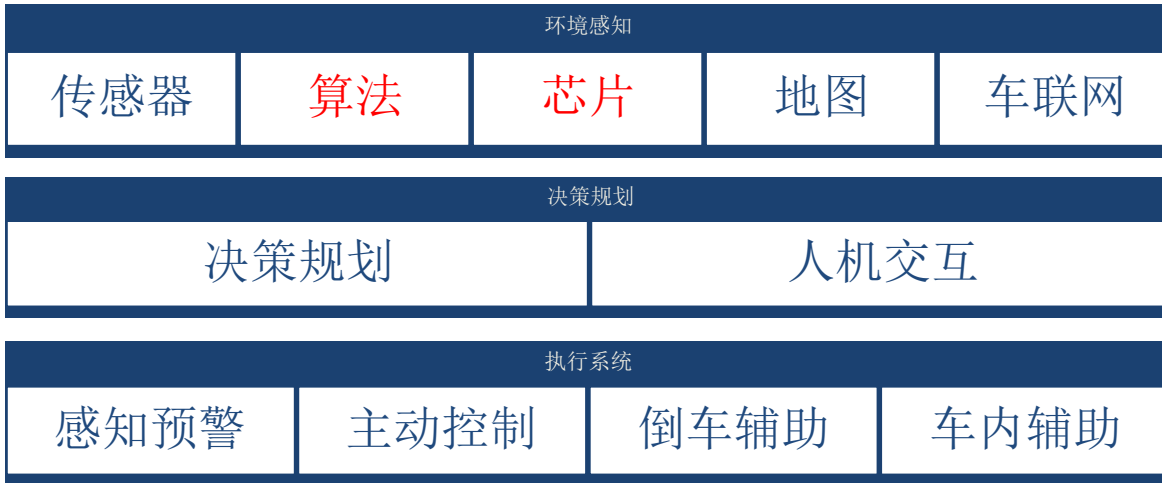 环境感知
传感器 算法 芯片 地图 车联网
决策规划
决策规划 人机交互
执行系统
感知预警 主动控制 倒车辅助 车内辅助